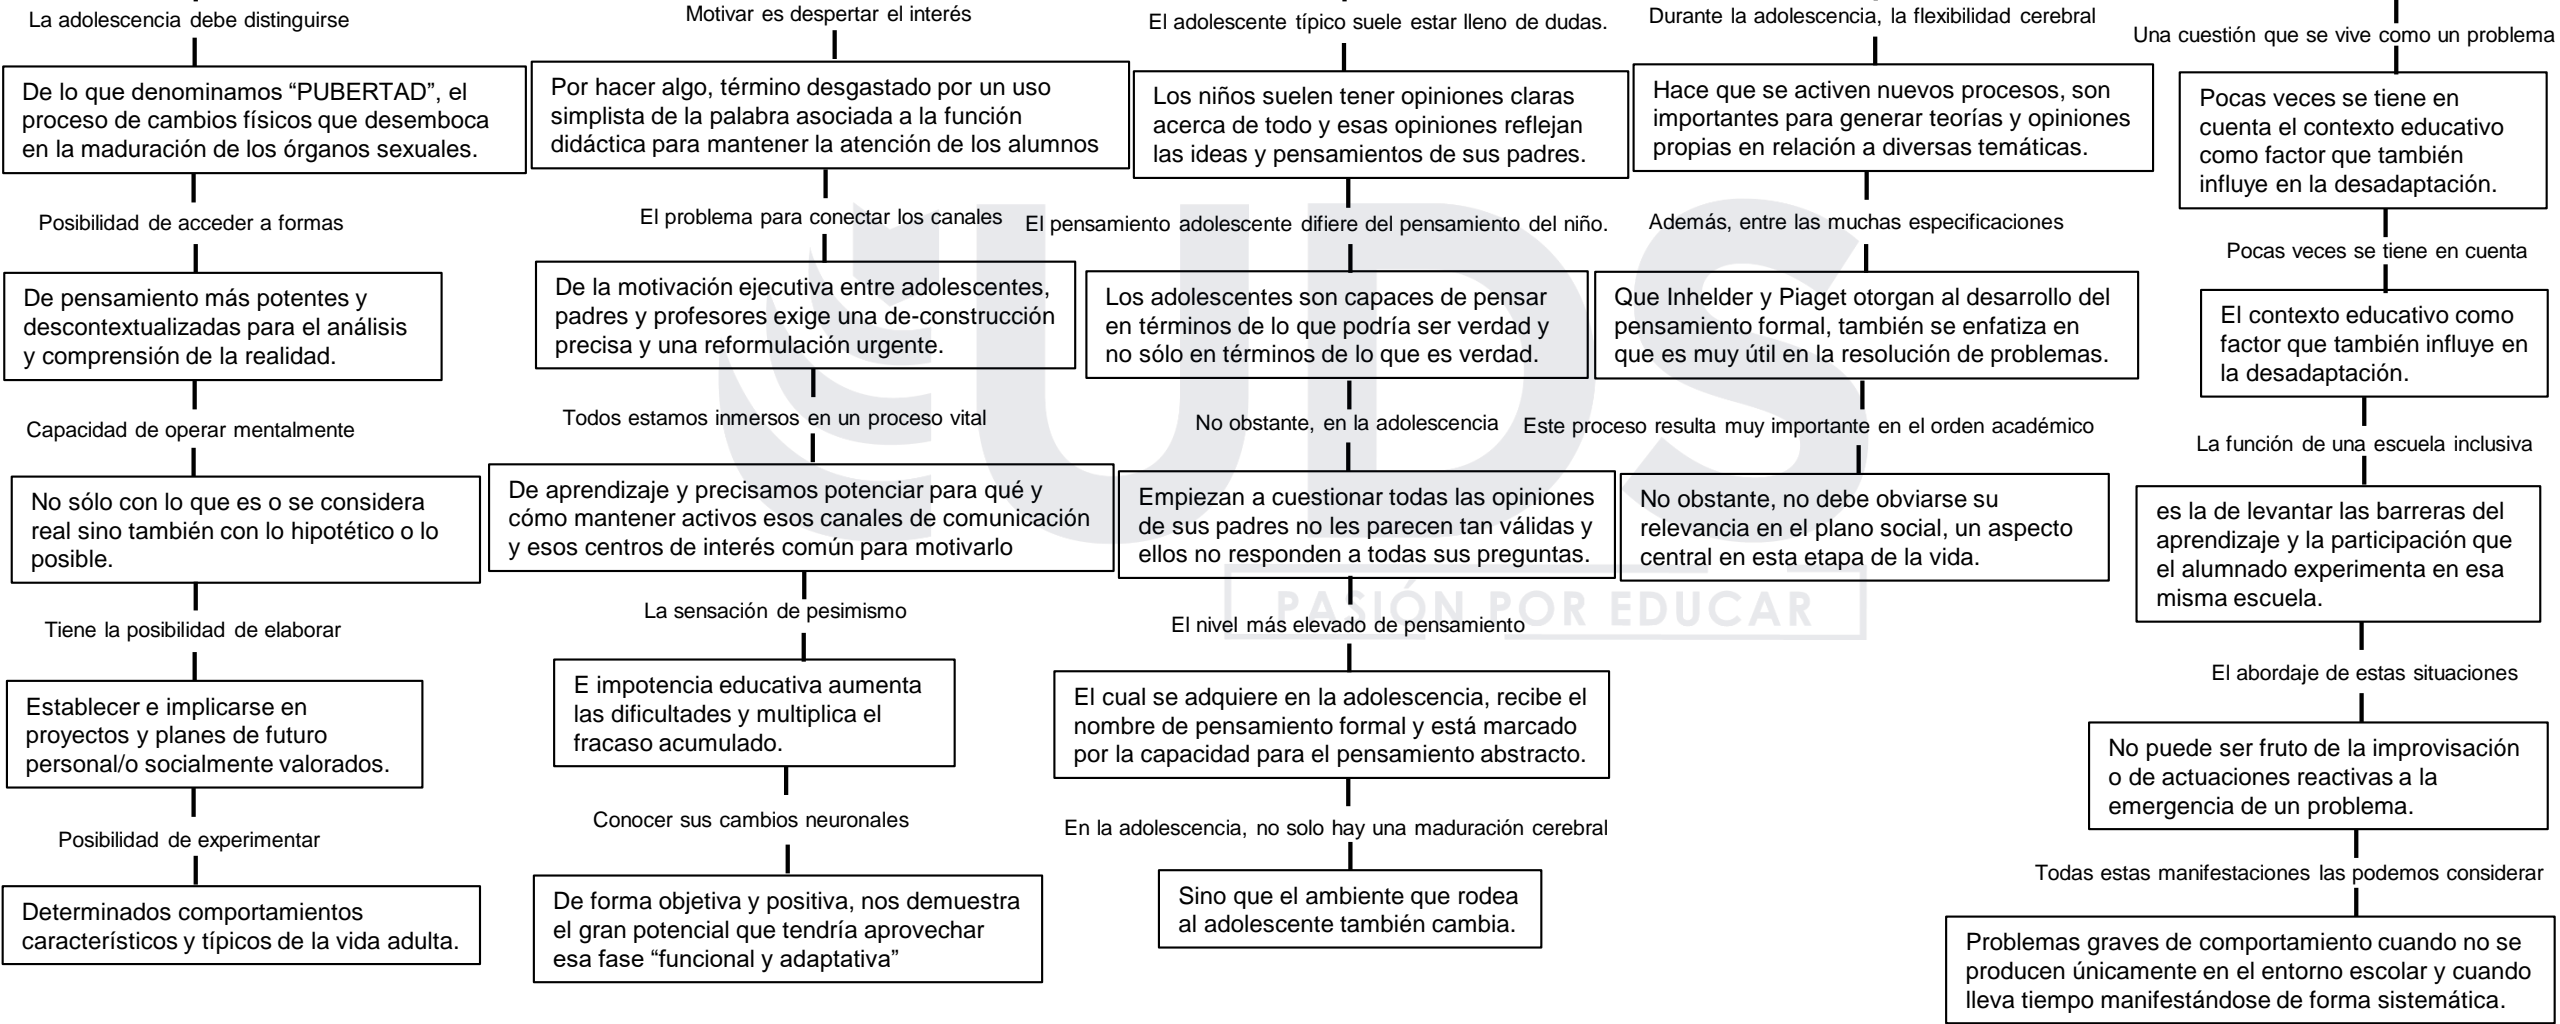 La adolescencia debe distinguirse
De lo que denominamos “PUBERTAD”, el
proceso de cambios físicos que desemboca
en la maduración de los órganos sexuales.
Posibilidad de acceder a formas
De pensamiento más potentes y
descontextualizadas para el análisis
y comprensión de la realidad.
Capacidad de operar mentalmente
No sólo con lo que es o se considera
real sino también con lo hipotético o lo
posible.
Tiene la posibilidad de elaborar
Establecer e implicarse en
proyectos y planes de futuro
personal/o socialmente valorados.
Posibilidad de experimentar
Determinados comportamientos
característicos y típicos de la vida adulta.
Motivar es despertar el interés
Por hacer algo, término desgastado por un uso
simplista de la palabra asociada a la función
didáctica para mantener la atención de los alumnos
El problema para conectar los canales
De la motivación ejecutiva entre adolescentes,
padres y profesores exige una de-construcción
precisa y una reformulación urgente.
Todos estamos inmersos en un proceso vital
De aprendizaje y precisamos potenciar para qué y
cómo mantener activos esos canales de comunicación
y esos centros de interés común para motivarlo
La sensación de pesimismo
E impotencia educativa aumenta
las dificultades y multiplica el
fracaso acumulado.
Conocer sus cambios neuronales
De forma objetiva y positiva, nos demuestra
el gran potencial que tendría aprovechar
esa fase “funcional y adaptativa”
El adolescente típico suele estar lleno de dudas.
Los niños suelen tener opiniones claras
acerca de todo y esas opiniones reflejan
las ideas y pensamientos de sus padres.
El pensamiento adolescente difiere del pensamiento del niño.
Los adolescentes son capaces de pensar
en términos de lo que podría ser verdad y
no sólo en términos de lo que es verdad.
No obstante, en la adolescencia
Empiezan a cuestionar todas las opiniones
de sus padres no les parecen tan válidas y
ellos no responden a todas sus preguntas.
El nivel más elevado de pensamiento
El cual se adquiere en la adolescencia, recibe el
nombre de pensamiento formal y está marcado
por la capacidad para el pensamiento abstracto.
En la adolescencia, no solo hay una maduración cerebral
Sino que el ambiente que rodea
al adolescente también cambia.
Durante la adolescencia, la flexibilidad cerebral
Hace que se activen nuevos procesos, son
importantes para generar teorías y opiniones
propias en relación a diversas temáticas.
Además, entre las muchas especificaciones
Que Inhelder y Piaget otorgan al desarrollo del
pensamiento formal, también se enfatiza en
que es muy útil en la resolución de problemas.
Este proceso resulta muy importante en el orden académico
No obstante, no debe obviarse su
relevancia en el plano social, un aspecto
central en esta etapa de la vida.
Una cuestión que se vive como un problema
Pocas veces se tiene en
cuenta el contexto educativo
como factor que también
influye en la desadaptación.
Pocas veces se tiene en cuenta
El contexto educativo como
factor que también influye en
la desadaptación.
La función de una escuela inclusiva
es la de levantar las barreras del
aprendizaje y la participación que
el alumnado experimenta en esa
misma escuela.
El abordaje de estas situaciones
No puede ser fruto de la improvisación
o de actuaciones reactivas a la
emergencia de un problema.
Todas estas manifestaciones las podemos considerar
Problemas graves de comportamiento cuando no se
producen únicamente en el entorno escolar y cuando
lleva tiempo manifestándose de forma sistemática.
UDS
PASIÓN POR EDUCAR